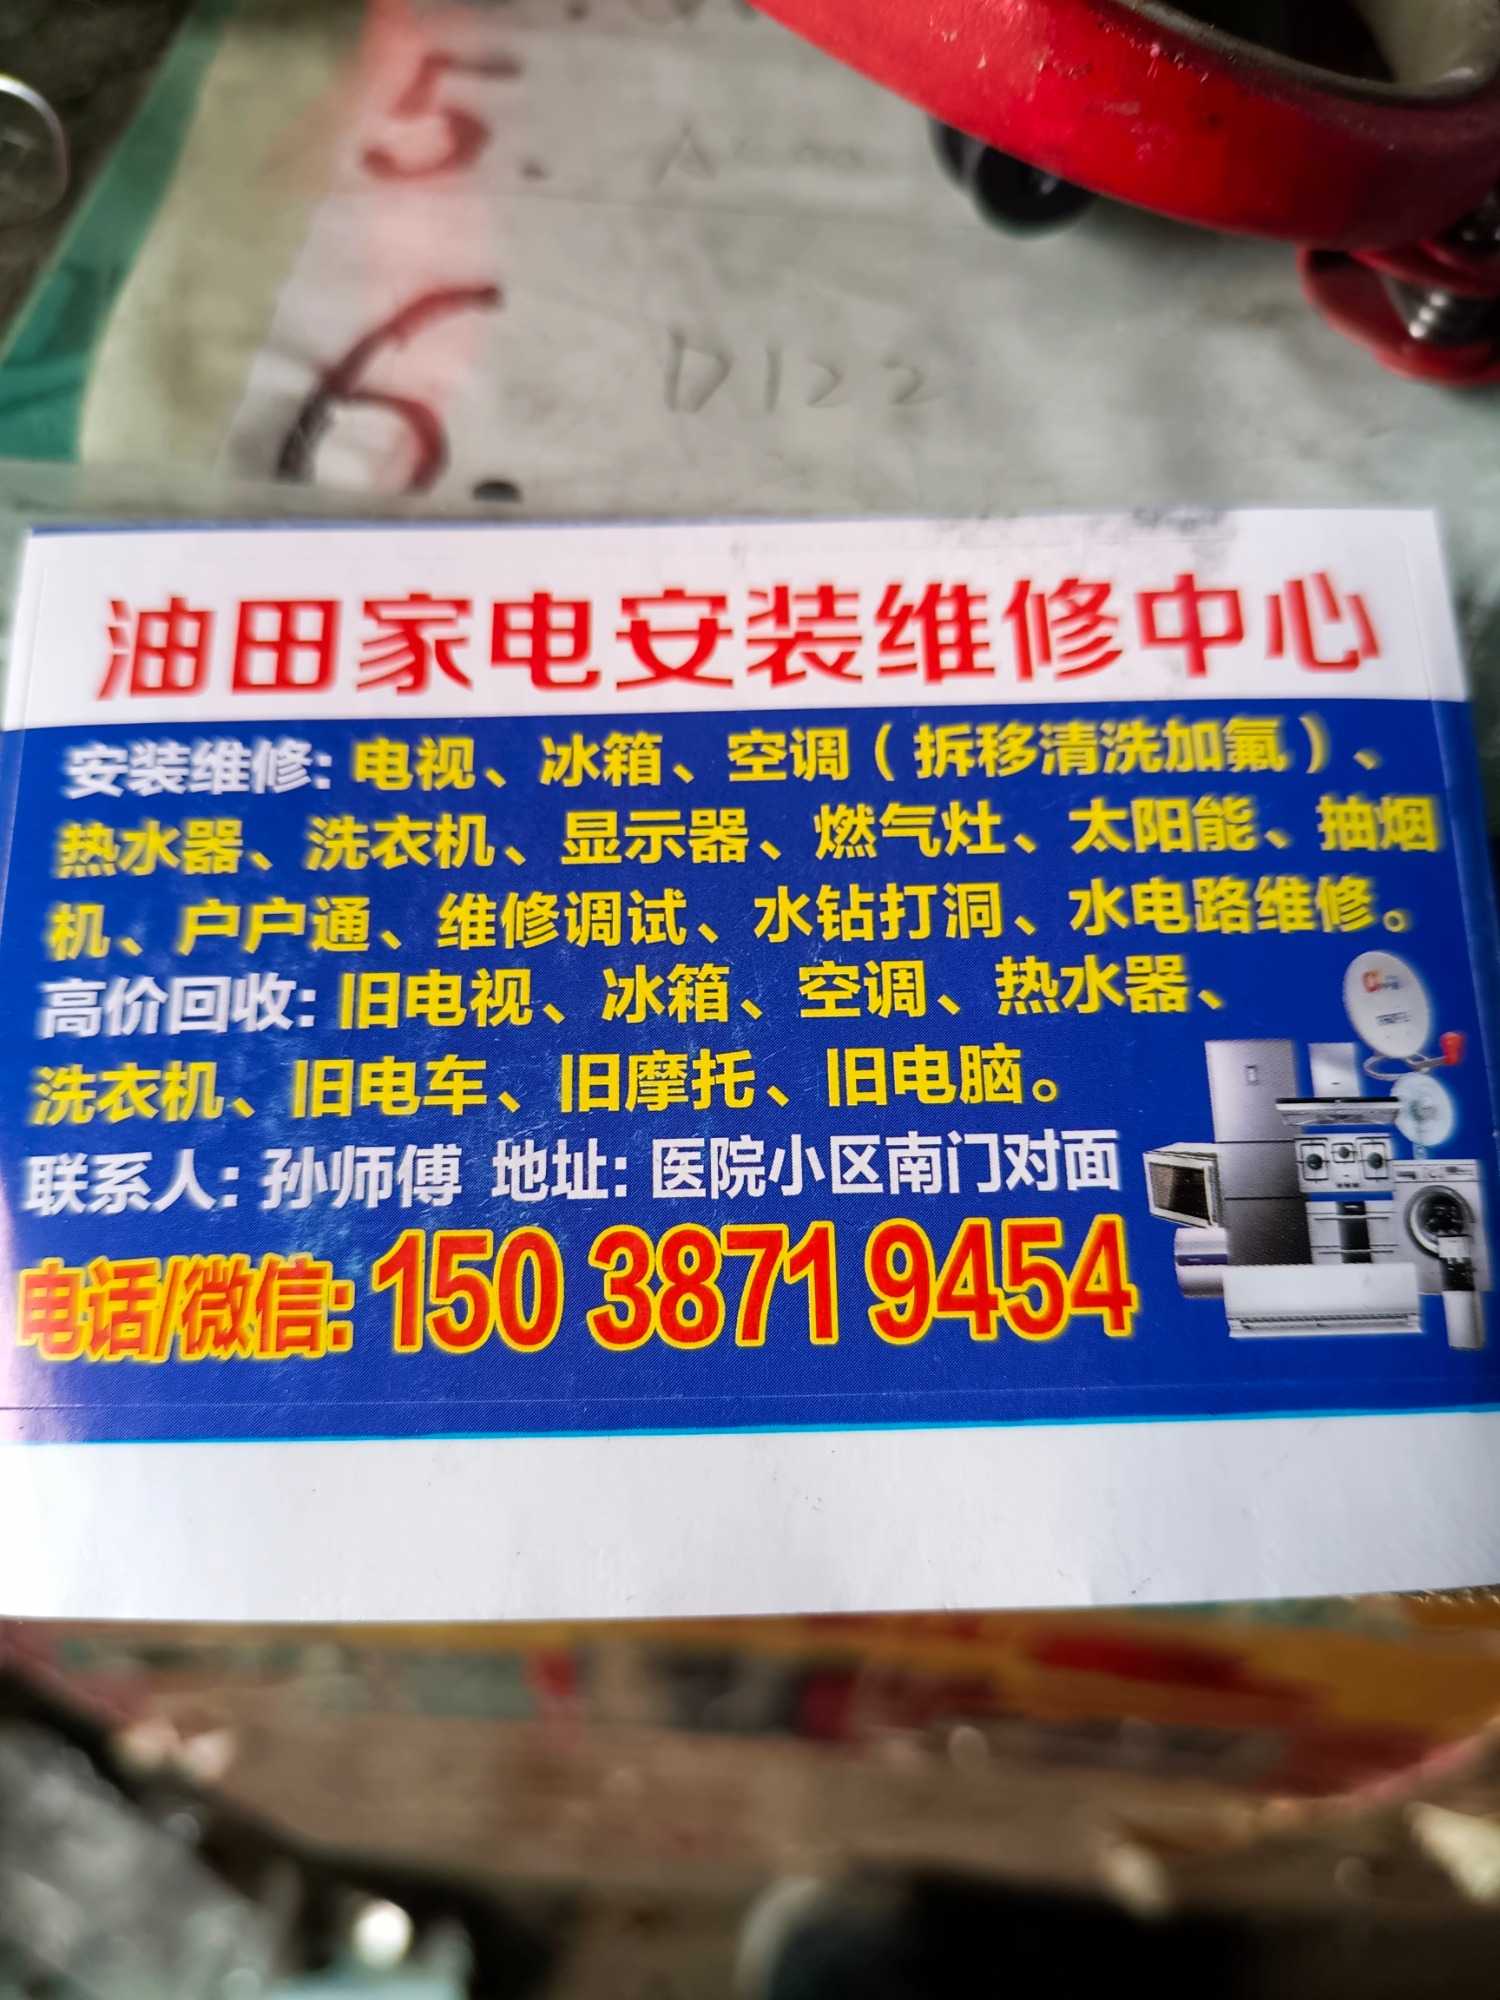 5.
6.
D122
油田家电安装维修中心
安装维修: 电视、冰箱、空调（拆移清洗加氟）、
热水器、洗衣机、显示器、燃气灶、太阳能、抽烟
机、户户通、维修调试、水钻打洞、水电路维修。
高价回收: 旧电视、冰箱、空调、热水器、
洗衣机、旧电车、旧摩托、旧电脑。
联系人: 孙师傅 地址: 医院小区南门对面
电话/微信: 150 3871 9454